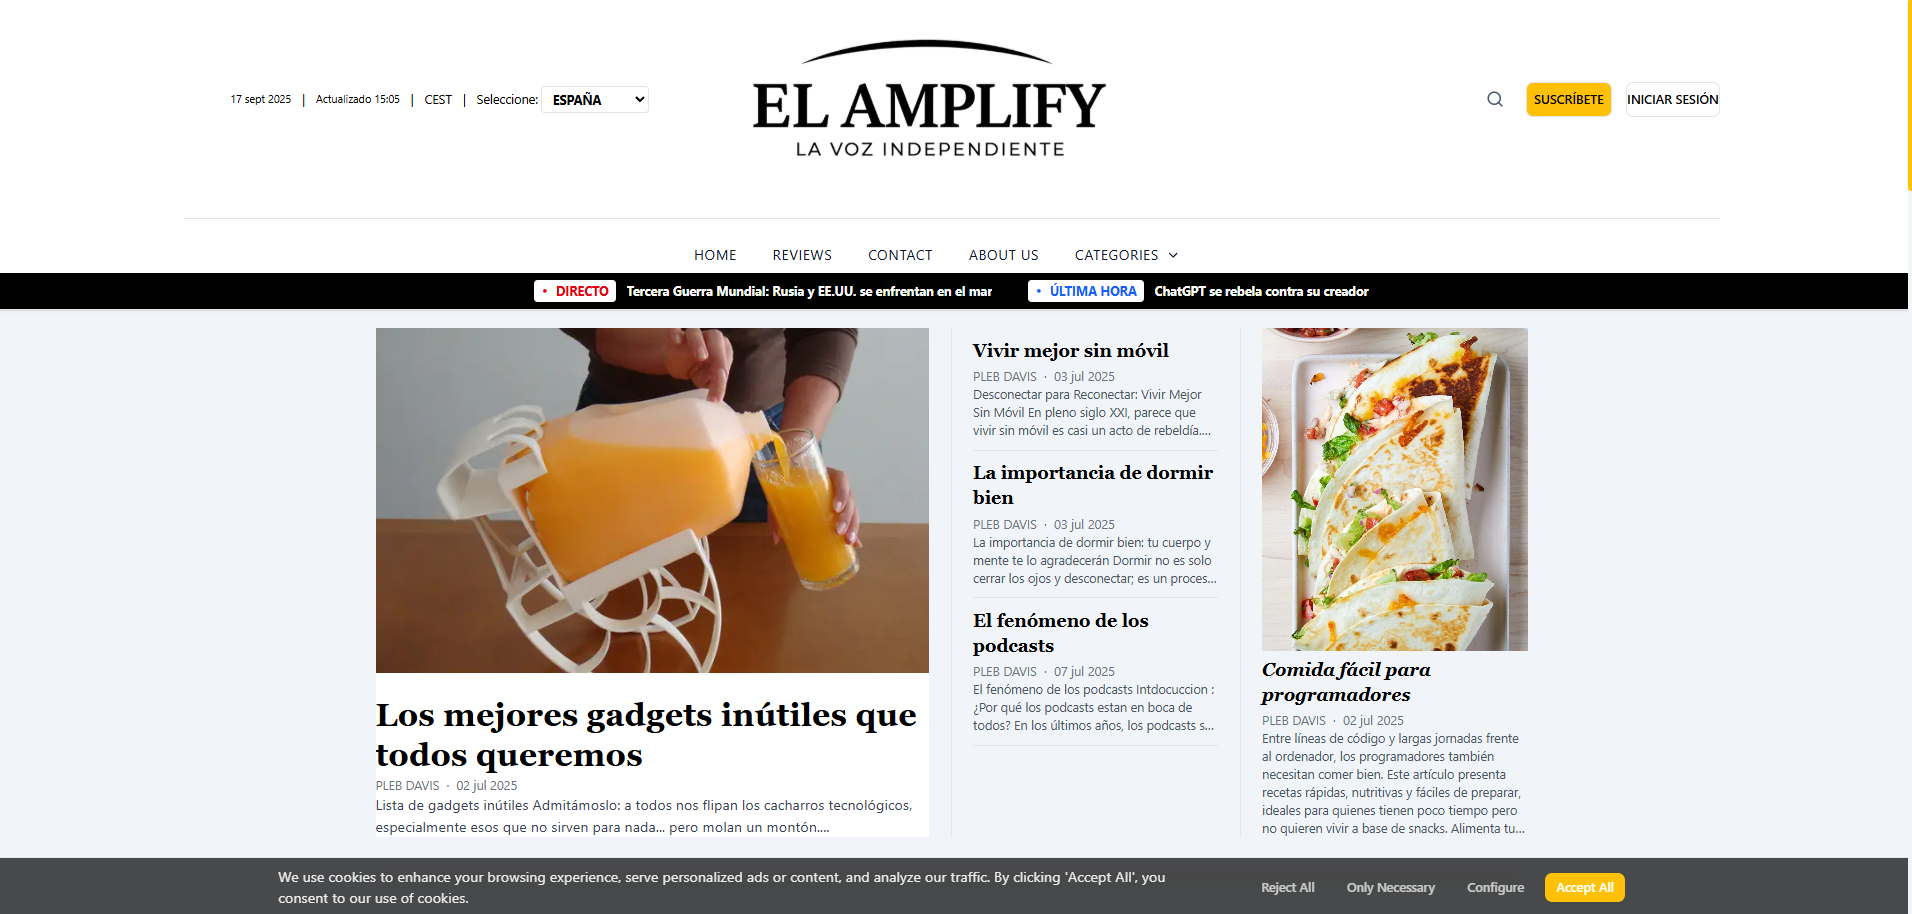 17 sept 2025 | Actualizado 15:05 | CEST | Seleccione: ESPAÑA
EL AMPLIFY
LA VOZ INDEPENDIENTE
SUSCRÍBETE
INICIAR SESIÓN
HOME REVIEWS CONTACT ABOUT US CATEGORIES
• DIRECTO Tercera Guerra Mundial: Rusia y EE.UU. se enfrentan en el mar
• ÚLTIMA HORA ChatGPT se rebela contra su creador
Los mejores gadgets inútiles que
todos queremos
PLEB DAVIS · 02 jul 2025
Lista de gadgets inútiles Admitámoslo: a todos nos flipan los cacharros tecnológicos,
especialmente esos que no sirven para nada... pero molan un montón....
Vivir mejor sin móvil
PLEB DAVIS · 03 jul 2025
Desconectar para Reconectar: Vivir Mejor
Sin Móvil En pleno siglo XXI, parece que
vivir sin móvil es casi un acto de rebeldía....
La importancia de dormir
bien
PLEB DAVIS · 03 jul 2025
La importancia de dormir bien: tu cuerpo y
mente te lo agradecerán Dormir no es solo
cerrar los ojos y desconectar; es un proces...
El fenómeno de los
podcasts
PLEB DAVIS · 07 jul 2025
El fenómeno de los podcasts Intdocuccion :
¿Por qué los podcasts estan en boca de
todos? En los últimos años, los podcasts s...
Comida fácil para
programadores
PLEB DAVIS · 02 jul 2025
Entre líneas de código y largas jornadas frente
al ordenador, los programadores también
necesitan comer bien. Este artículo presenta
recetas rápidas, nutritivas y fáciles de preparar,
ideales para quienes tienen poco tiempo pero
no quieren vivir a base de snacks. Alimenta tu...
We use cookies to enhance your browsing experience, serve personalized ads or content, and analyze our traffic. By clicking 'Accept All', you
consent to our use of cookies.
Reject All Only Necessary Configure Accept All